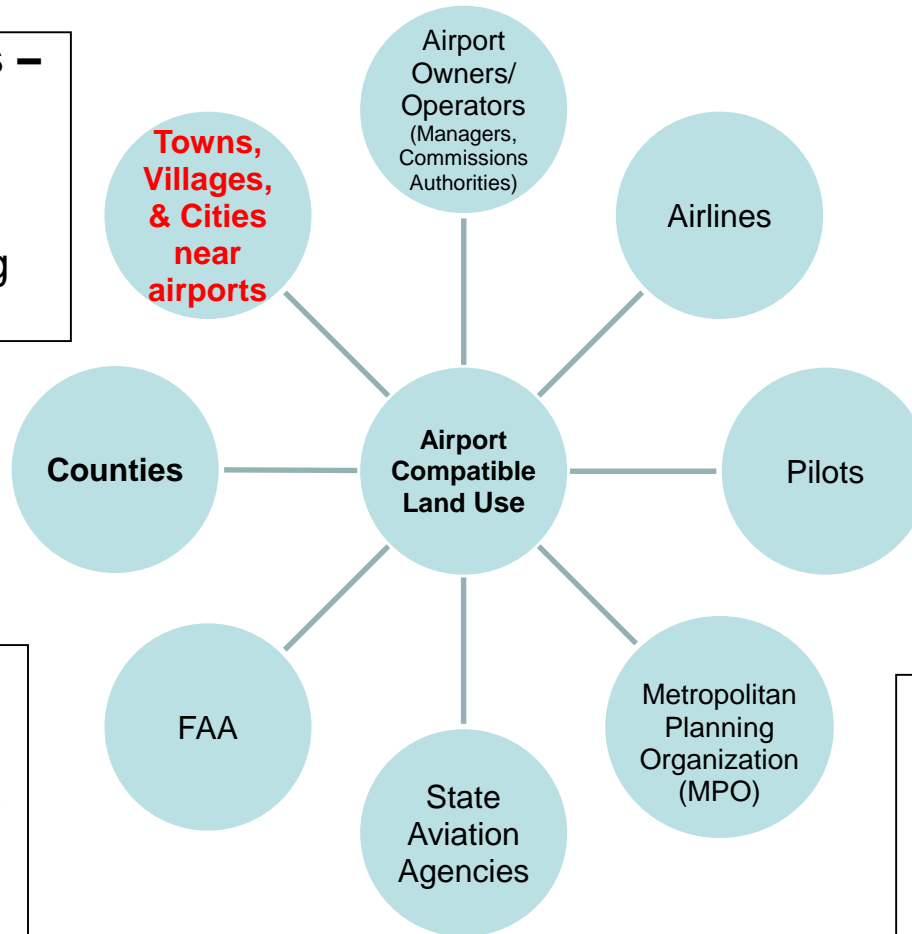 s –
g
Airport
Owners/
Operators
(Managers,
Commissions
Authorities)
Towns,
Villages,
& Cities
near
airports
Airlines
Counties
Airport
Compatible
Land Use
Pilots
FAA
State
Aviation
Agencies
Metropolitan
Planning
Organization
(MPO)